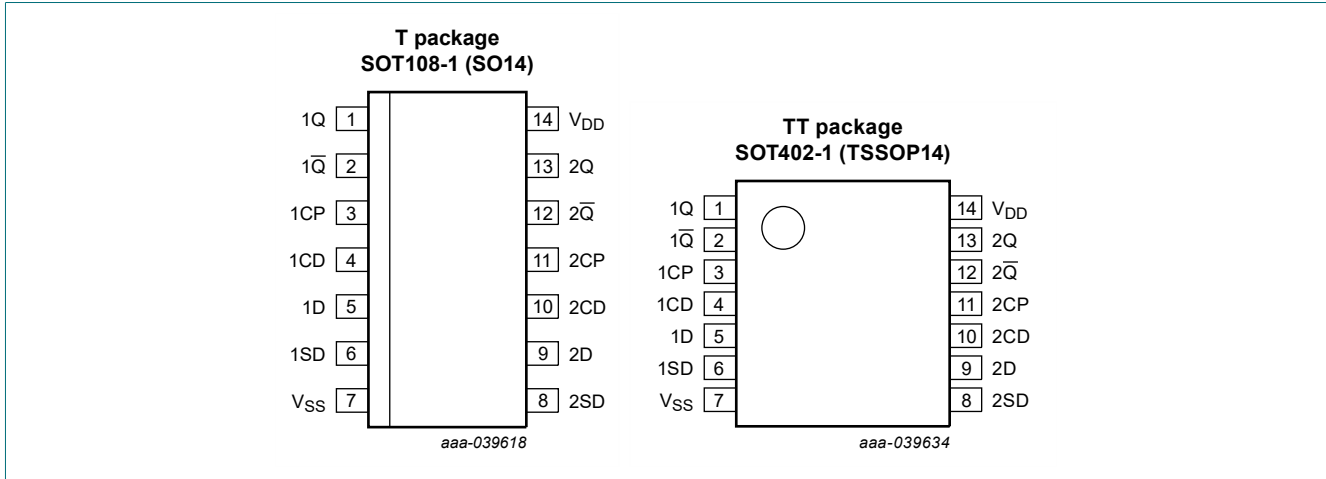 T package
SOT108-1 (SO14)
1Q 1 14 VDD
1Q̅ 2 13 2Q
1CP 3 12 2Q̅
1CD 4 11 2CP
1D 5 10 2CD
1SD 6 9 2D
VSS 7 8 2SD
aaa-039618
TT package
SOT402-1 (TSSOP14)
1Q 1 14 VDD
1Q̅ 2 13 2Q
1CP 3 12 2Q̅
1CD 4 11 2CP
1D 5 10 2CD
1SD 6 9 2D
VSS 7 8 2SD
aaa-039634